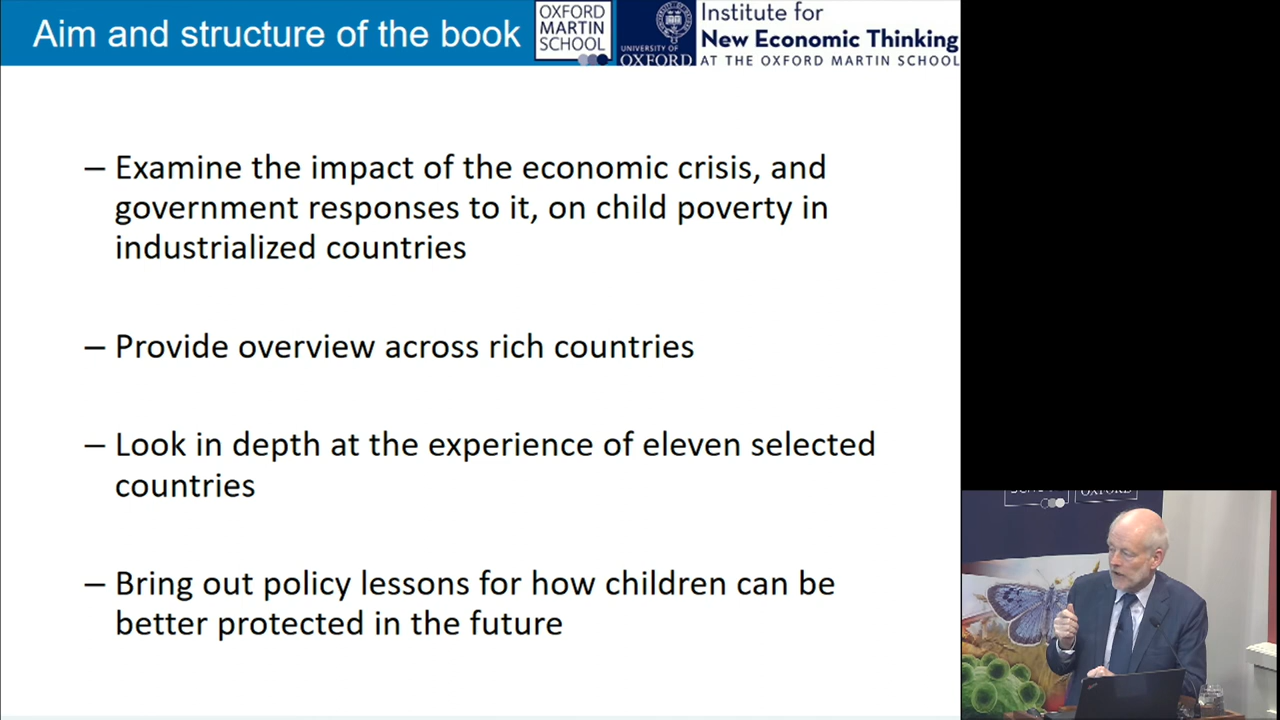 Aim and structure of the book
OXFORD
MARTIN
SCHOOL
UNIVERSITY OF
OXFORD
Institute for
New Economic Thinking
AT THE OXFORD MARTIN SCHOOL
– Examine the impact of the economic crisis, and
government responses to it, on child poverty in
industrialized countries
– Provide overview across rich countries
– Look in depth at the experience of eleven selected
countries
– Bring out policy lessons for how children can be
better protected in the future
SCHOOL
OXFORD